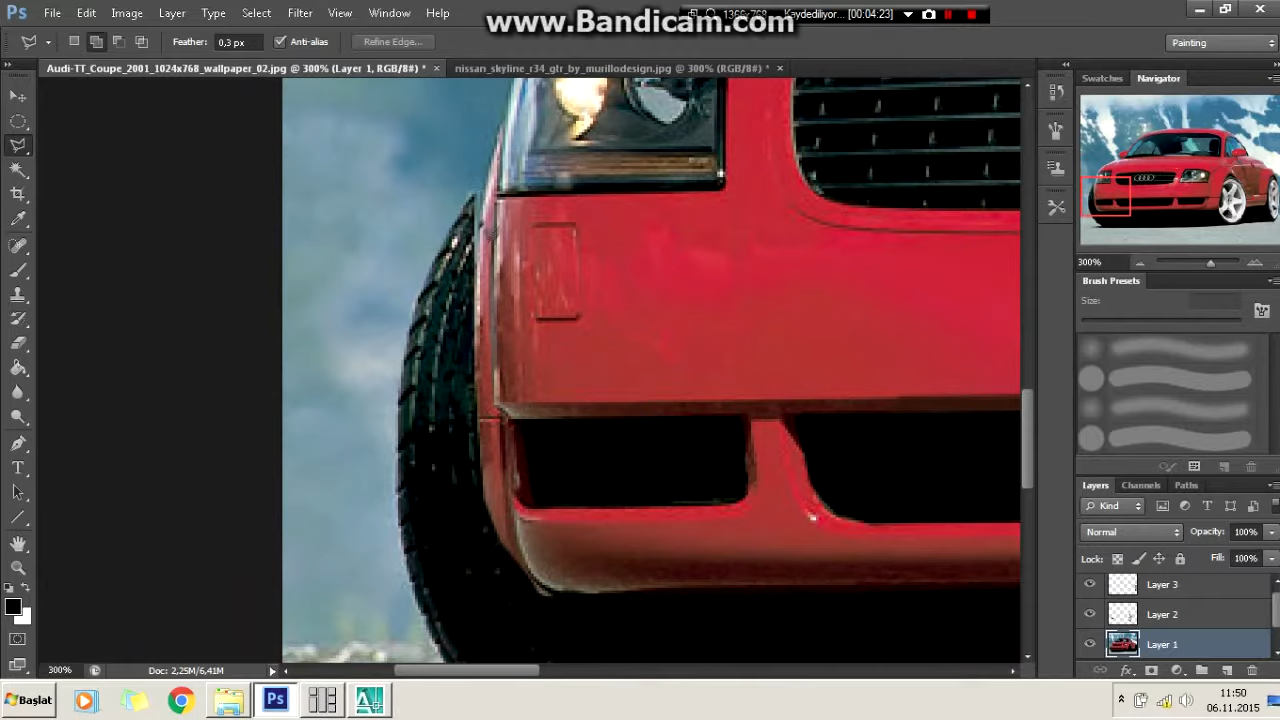 www.Bandicam.com
1366x768 Kaydediliyor... [00:04:23]
Ps File Edit Image Layer Type Select Filter View Window Help
Feather: 0,3 px Anti-alias Refine Edge... Painting
Audi-TT_Coupe_2001_1024x768_wallpaper_02.jpg @ 300% (Layer 1, RGB/8#) * × nissan_skyline_r34_gtr_by_murillodesign.jpg @ 300% (RGB/8#) * ×
Swatches Navigator
300%
Brush Presets
Size:
Layers Channels Paths
Kind
Normal Opacity: 100%
Lock: Fill: 100%
Layer 3
Layer 2
Layer 1
300% Doc: 2,25M/6,41M
Başlat Ps
11:50
06.11.2015